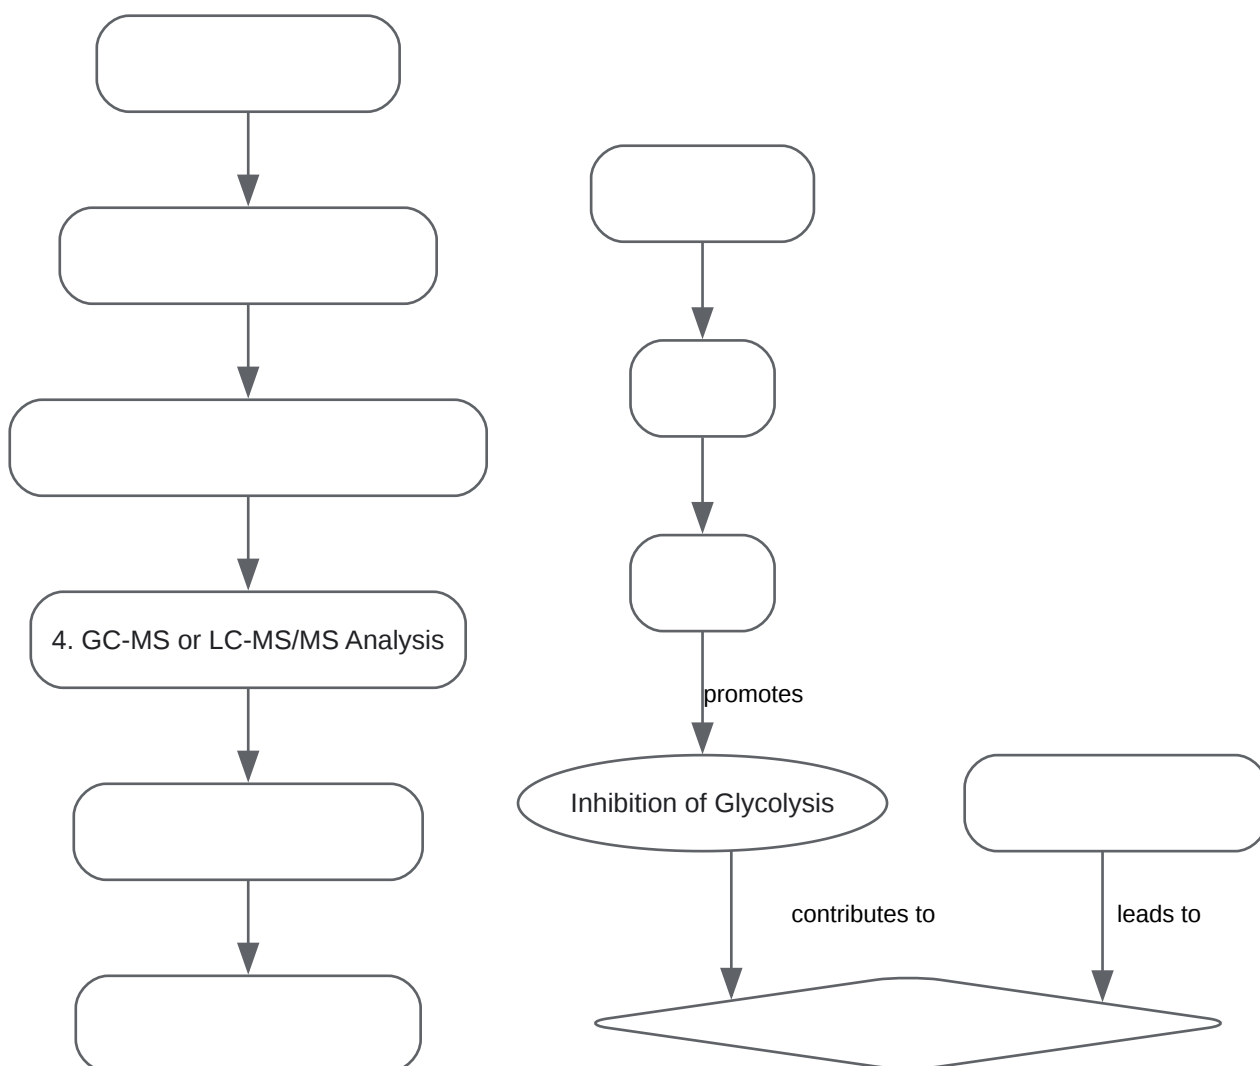 4. GC-MS or LC-MS/MS Analysis
promotes
Inhibition of Glycolysis
contributes to
leads to